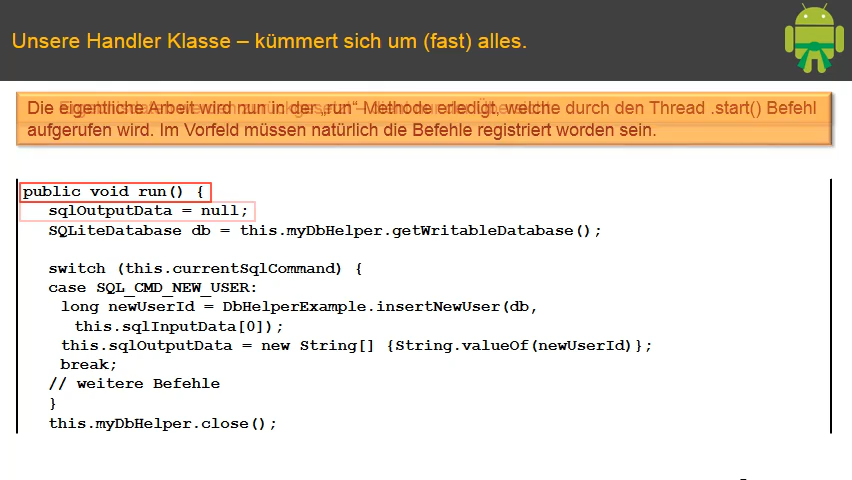 Unsere Handler Klasse – kümmert sich um (fast) alles.
Die eigentliche Arbeit wird nun in der „run“-Methode erledigt, welche durch den Thread .start() Befehl
aufgerufen wird. Im Vorfeld müssen natürlich die Befehle registriert worden sein.
public void run() {
sqlOutputData = null;
SQLiteDatabase db = this.myDbHelper.getWritableDatabase();
switch (this.currentSqlCommand) {
case SQL_CMD_NEW_USER:
long newUserId = DbHelperExample.insertNewUser(db,
this.sqlInputData[0]);
this.sqlOutputData = new String[] {String.valueOf(newUserId)};
break;
// weitere Befehle
}
this.myDbHelper.close();